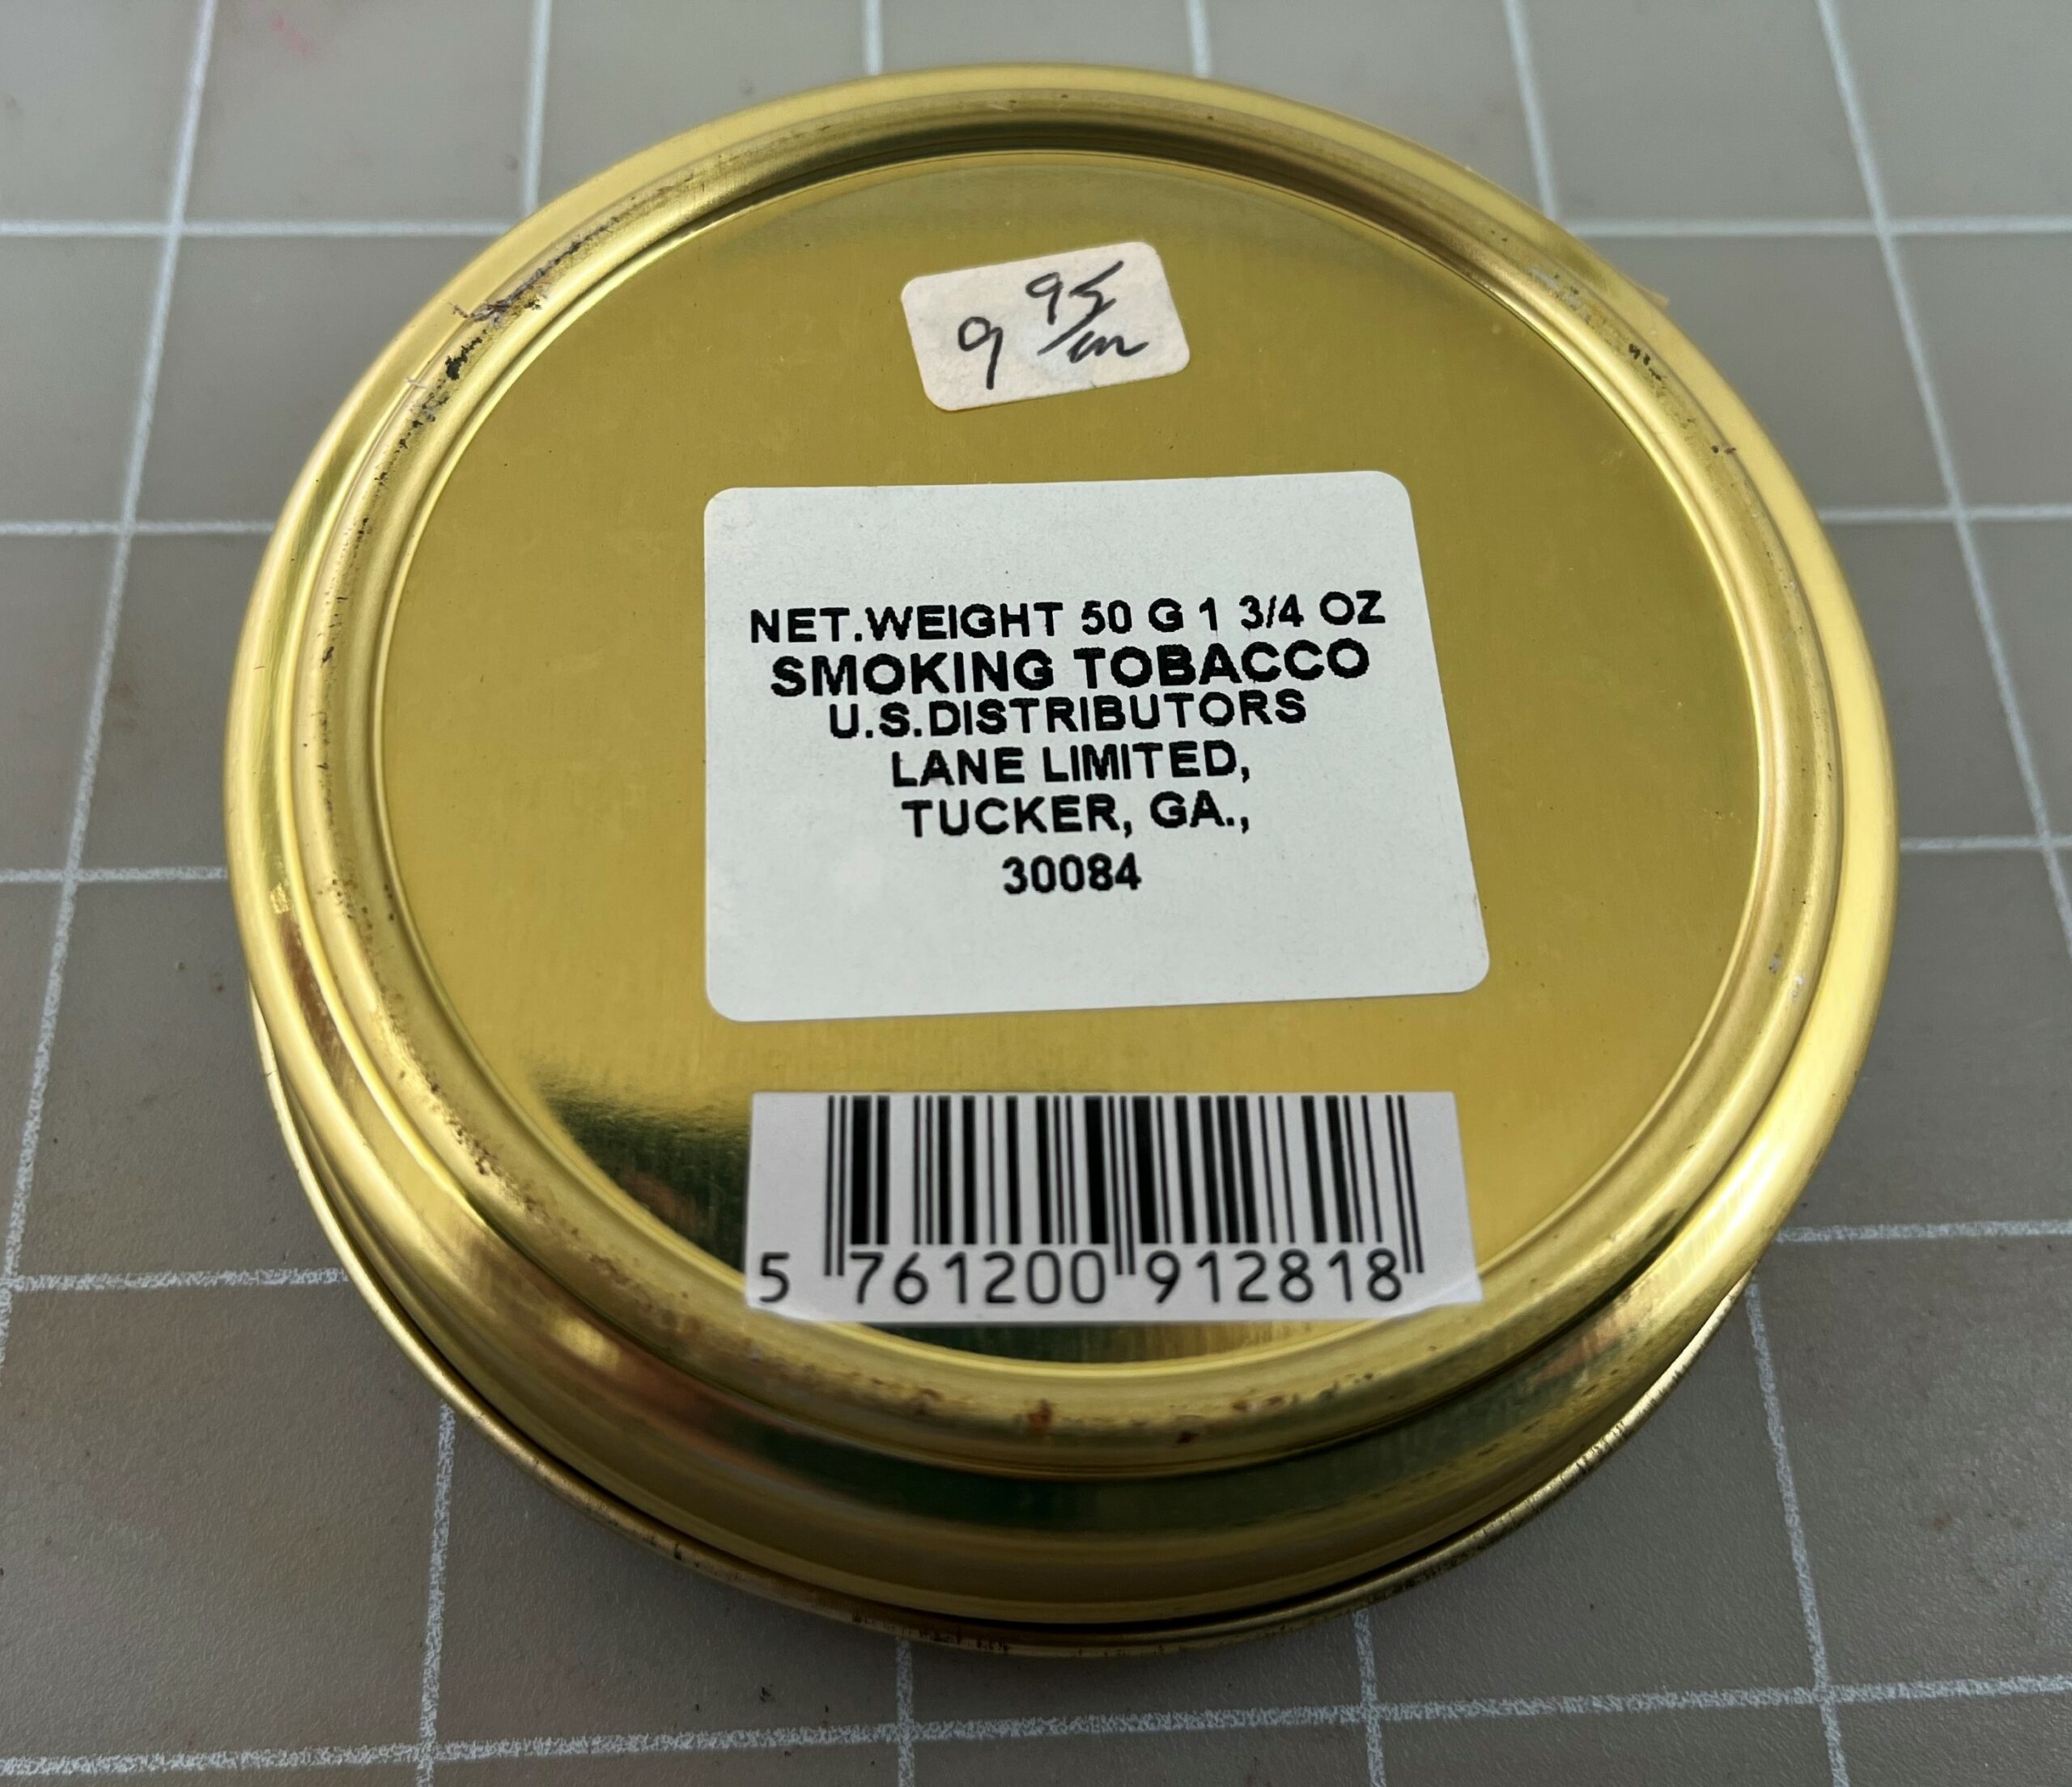 9 95/
NET.WEIGHT 50 G 1 3/4 OZ
SMOKING TOBACCO
U.S.DISTRIBUTORS
LANE LIMITED,
TUCKER, GA.,
30084
5 761200 912818